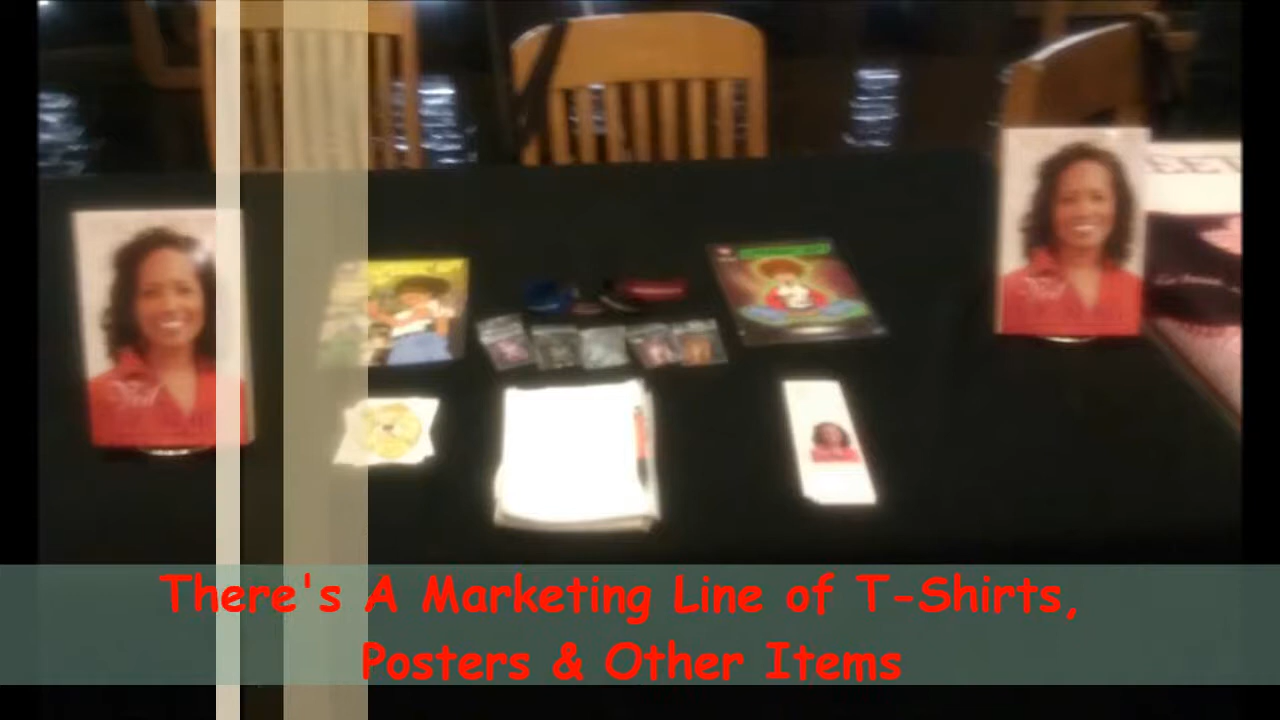 There's A Marketing Line of T-Shirts,
Posters & Other Items